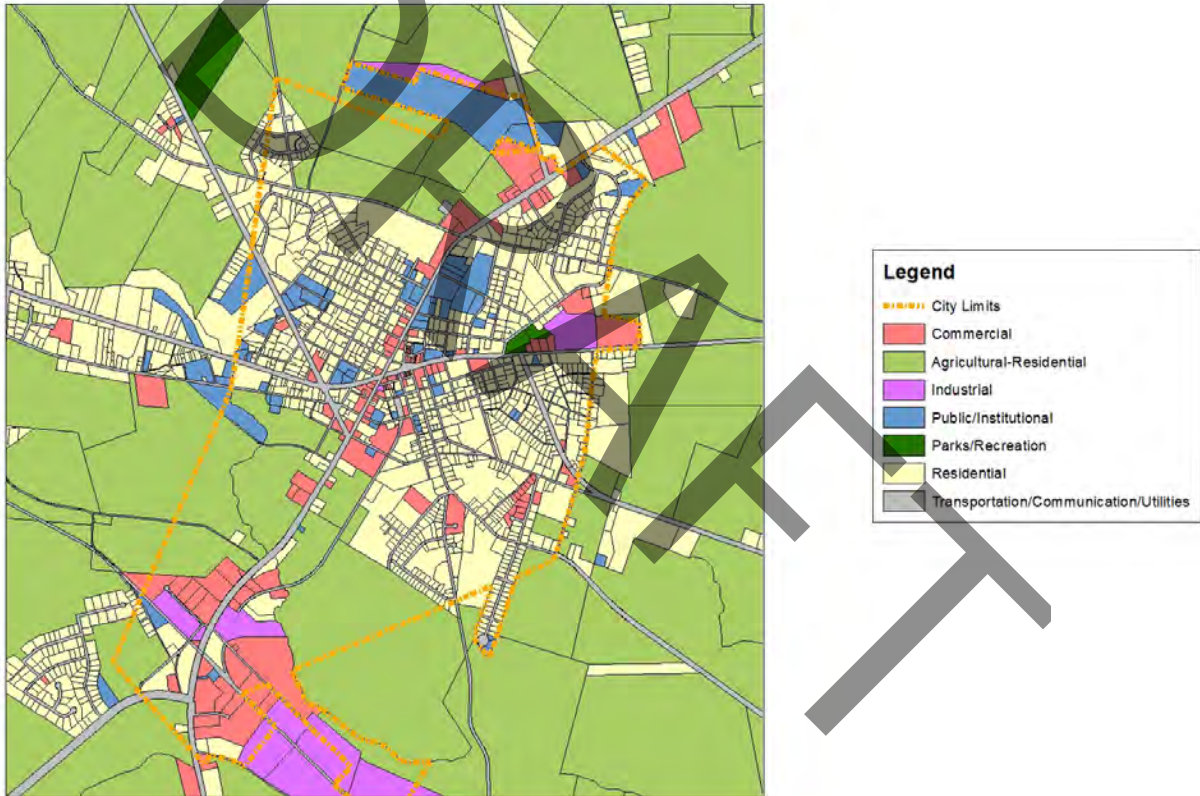 DRAFT
Legend
City Limits
Commercial
Agricultural-Residential
Industrial
Public/Institutional
Parks/Recreation
Residential
Transportation/Communication/Utilities